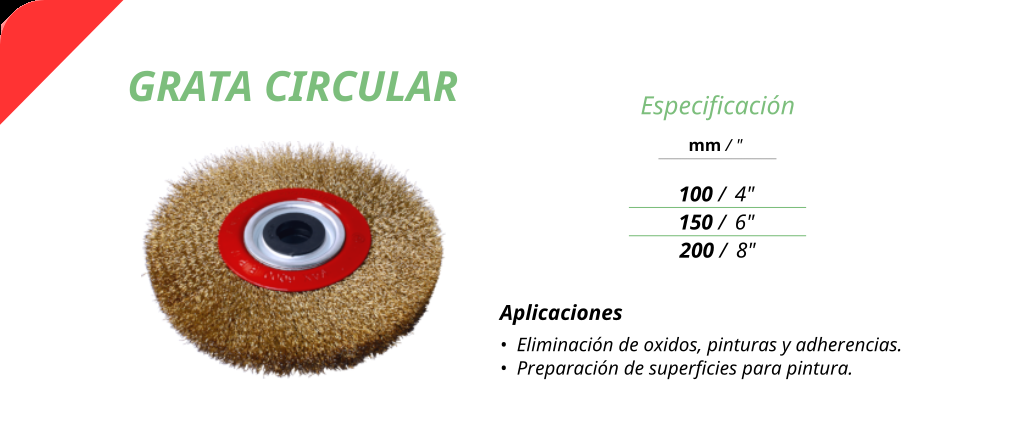 GRATA CIRCULAR
Especificación
mm / "
100 / 4"
150 / 6"
200 / 8"
Aplicaciones
• Eliminación de oxidos, pinturas y adherencias.
• Preparación de superficies para pintura.